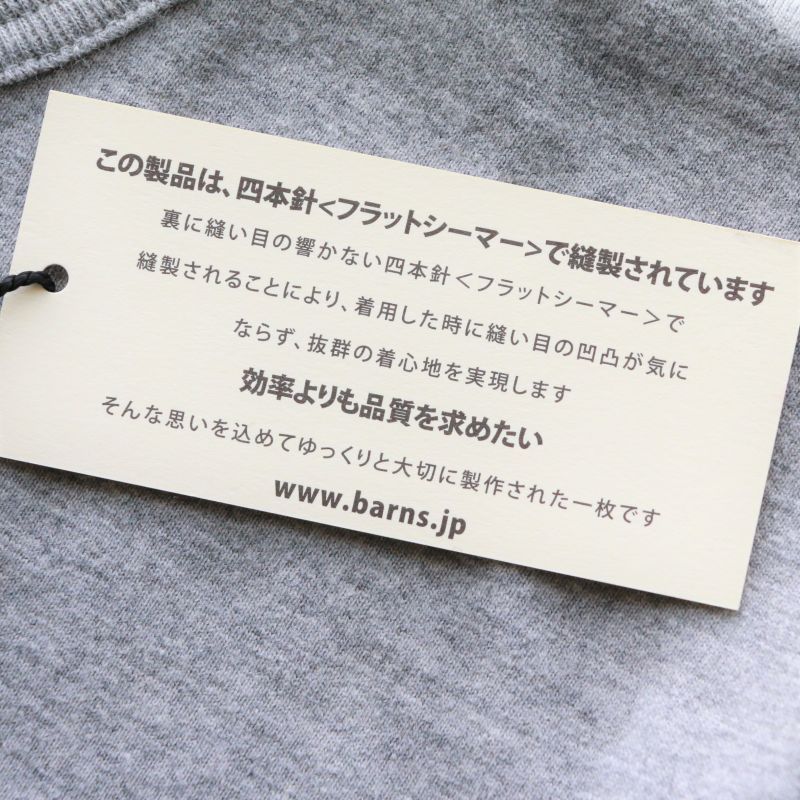 この製品は、四本針<フラットシーマー>で縫製されています
裏に縫い目の響かない四本針<フラットシーマー>で
縫製されることにより、着用した時に縫い目の凹凸が気に
ならず、抜群の着心地を実現します
効率よりも品質を求めたい
そんな思いを込めてゆっくりと大切に製作された一枚です
www.barns.jp